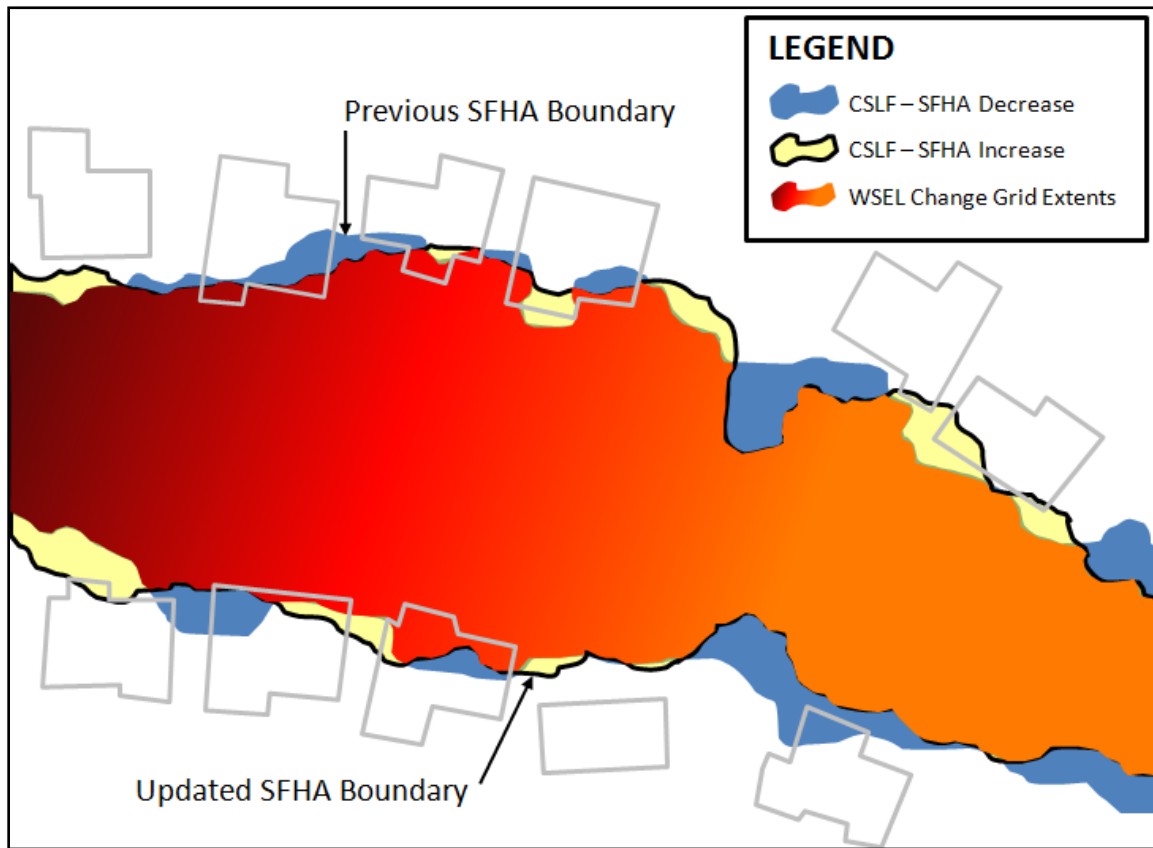 LEGEND
CSLF – SFHA Decrease
CSLF – SFHA Increase
WSEL Change Grid Extents
Previous SFHA Boundary
Updated SFHA Boundary